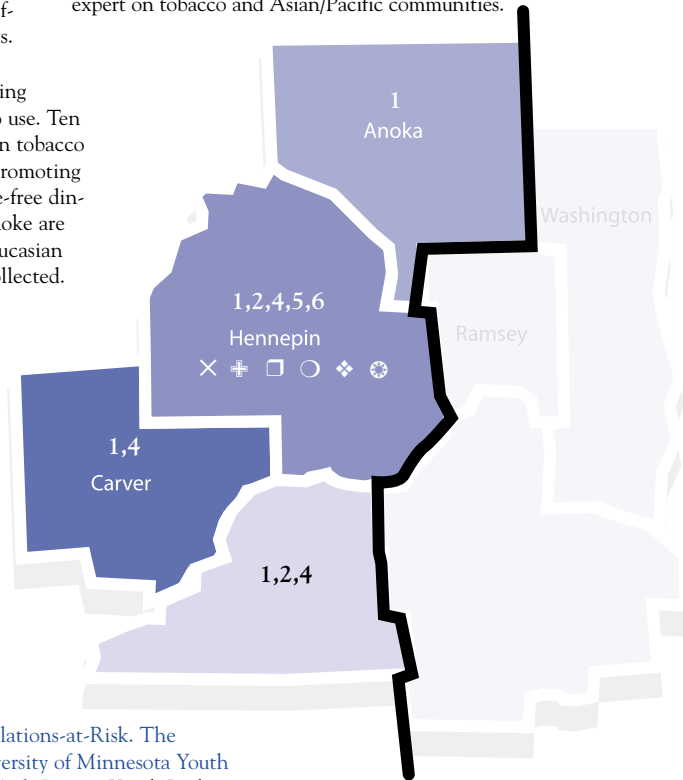 expert on tobacco and Asian/Pacific communities.
f-
s.
ing
use. Ten
n tobacco
romoting
e-free din-
oke are
ucasian
llected.
1
Anoka
Washington
1,2,4,5,6
Hennepin
Ramsey
1,4
Carver
1,2,4
lations-at-Risk. The
versity of Minnesota Youth